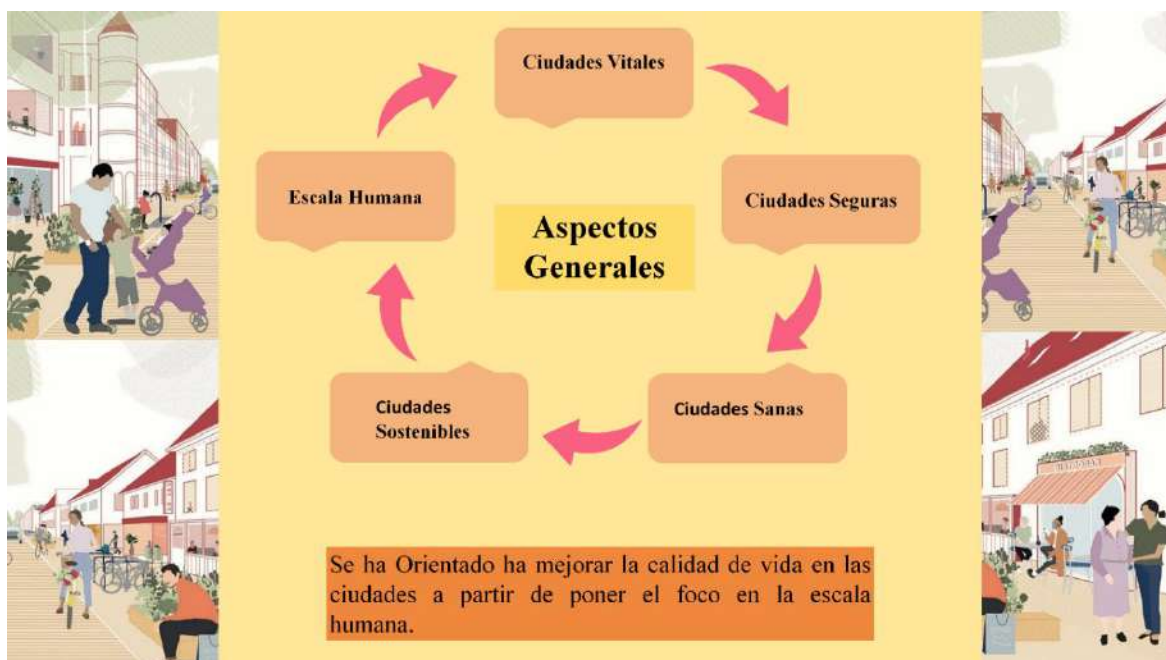 Ciudades Vitales
Escala Humana
Ciudades Seguras
Aspectos
Generales
Ciudades
Sostenibles
Ciudades Sanas
Se ha Orientado ha mejorar la calidad de vida en las
ciudades a partir de poner el foco en la escala
humana.